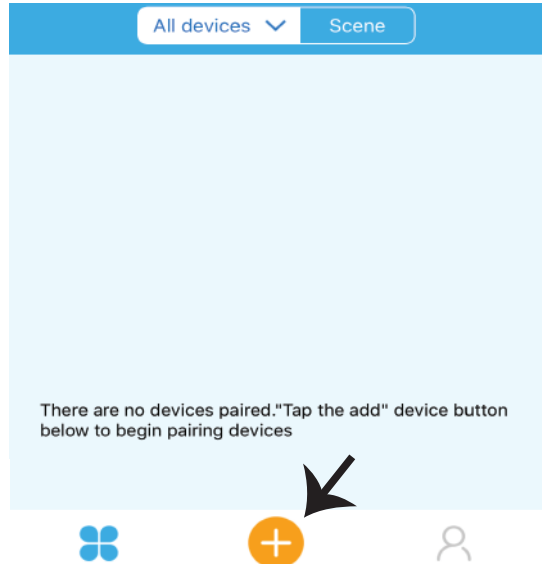 All devices
Scene
There are no devices paired."Tap the add" device button
below to begin pairing devices